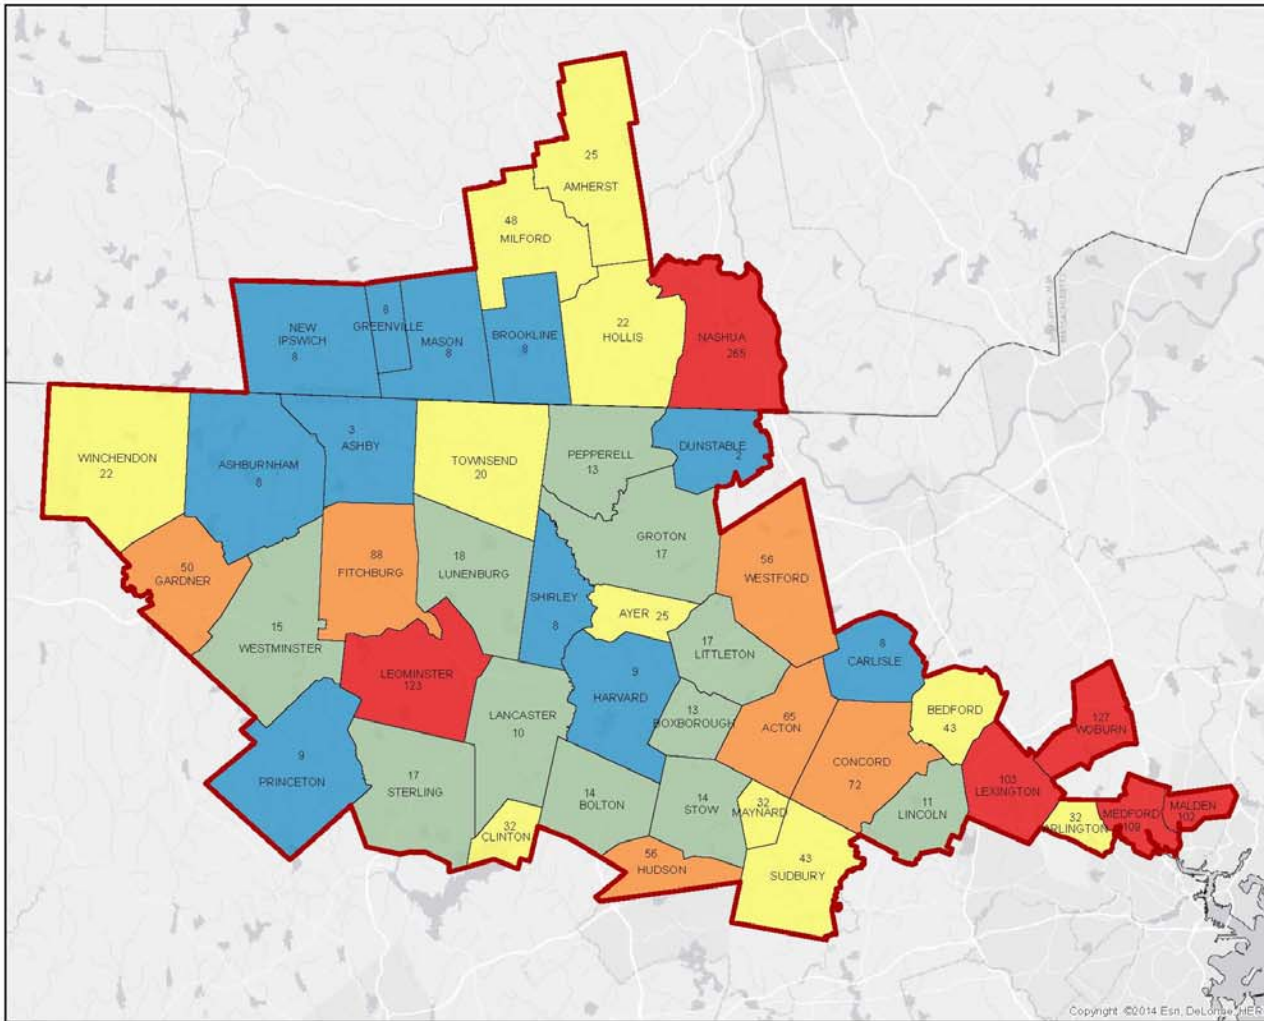 25
AMHERST
48
MILFORD
22
HOLLIS
NASHUA
265
NEW
IPSWICH
8
GREENVILLE
MASON
8
BROOKLINE
8
WINCHENDON
22
ASHBURNHAM
8
3
ASHBY
TOWNSEND
20
PEPPERELL
13
DUNSTABLE
2
GROTON
17
50
GARDNER
88
FITCHBURG
18
LUNENBURG
SHIRLEY
8
AYER 25
56
WESTFORD
15
WESTMINSTER
LEOMINSTER
123
LANCASTER
10
9
HARVARD
17
LITTLETON
8
CARLISLE
13
BOXBOROUGH
65
ACTON
CONCORD
72
BEDFORD
43
127
WOBURN
103
LEXINGTON
9
PRINCETON
17
STERLING
32
CLINTON
14
BOLTON
14
STOW
32
MAYNARD
11
LINCOLN
32
ARLINGTON
MEDFORD
109
MALDEN
102
56
HUDSON
43
SUDBURY
Copyright ©2014 Esri, DeLorme, HER